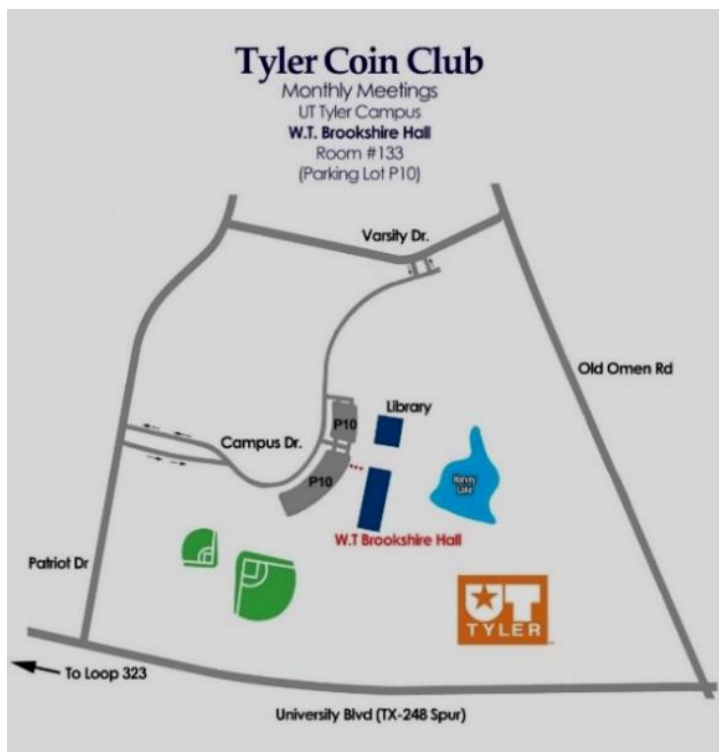 Tyler Coin Club
Monthly Meetings
UT Tyler Campus
W.T. Brookshire Hall
Room #133
(Parking Lot P10)
Varsity Dr.
Old Omen Rd
Library
P10
Campus Dr.
P10
Harvey
Lake
W.T Brookshire Hall
Patriot Dr
UT
TYLER
To Loop 323
University Blvd (TX-248 Spur)